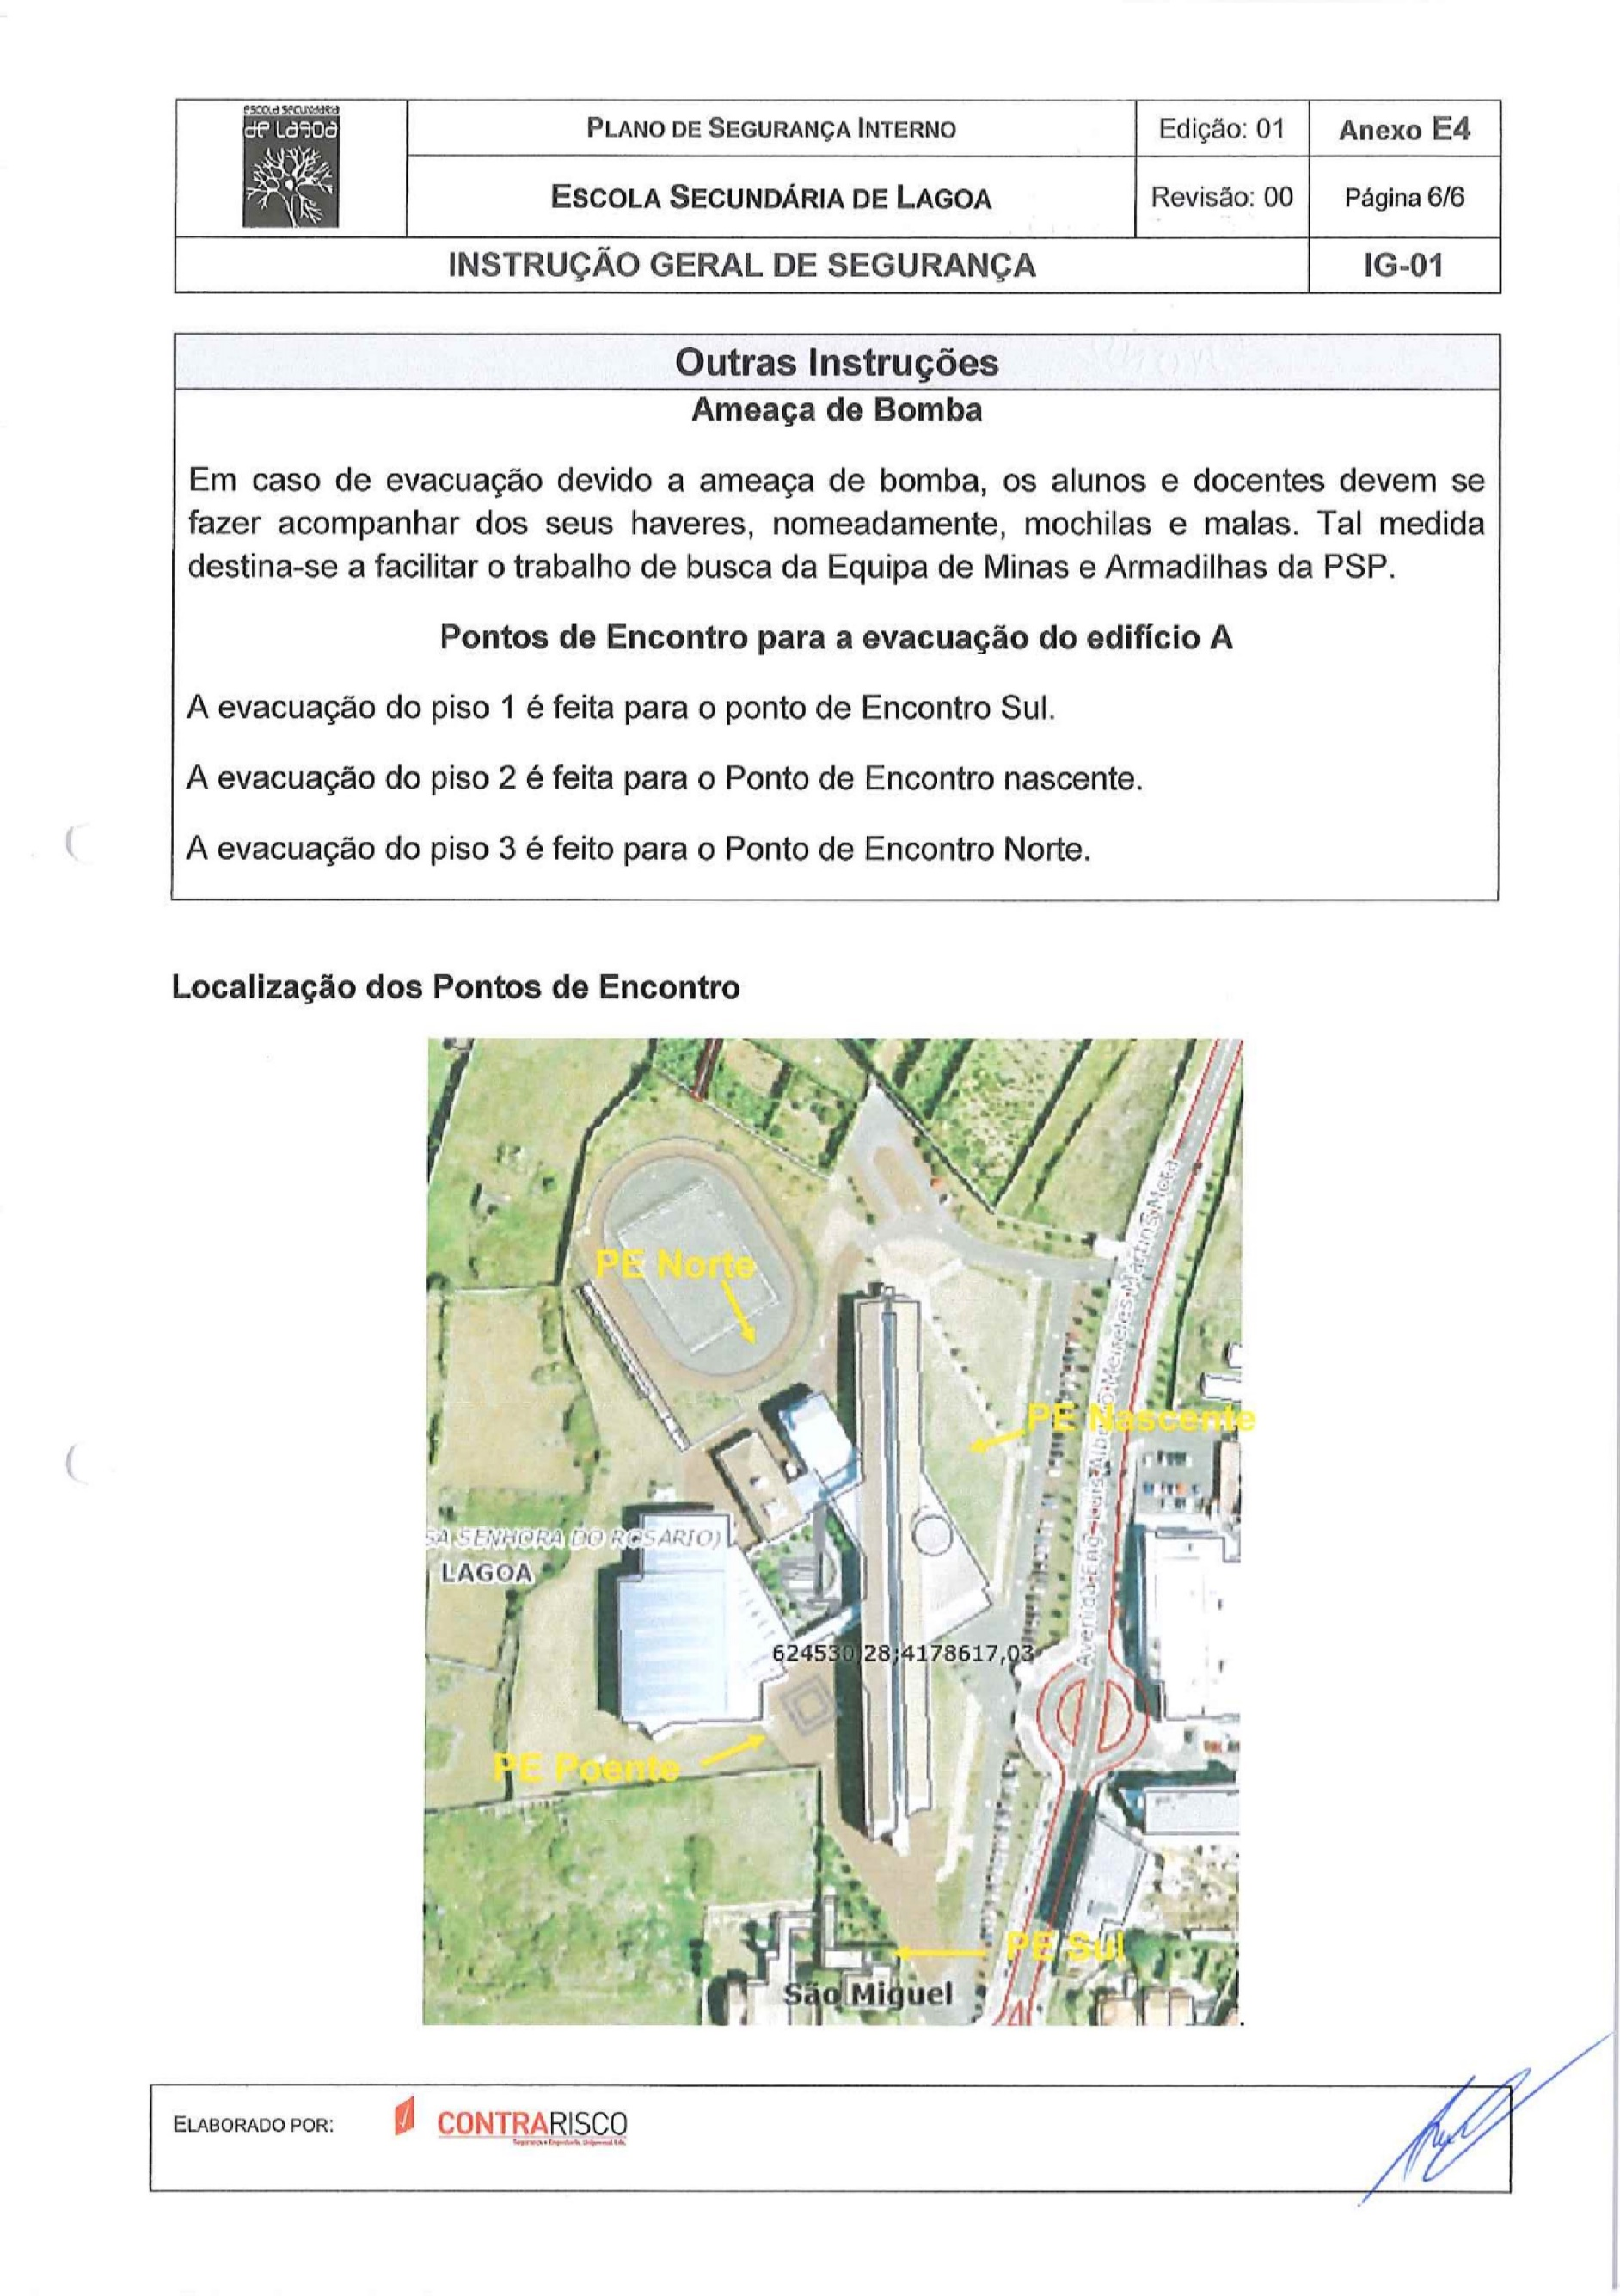 escola secundária
de Lagoa
PLANO DE SEGURANÇA INTERNO
Edição: 01
Anexo E4
ESCOLA SECUNDÁRIA DE LAGOA
Revisão: 00
Página 6/6
INSTRUÇÃO GERAL DE SEGURANÇA
IG-01
Outras Instruções
Ameaça de Bomba
Em caso de evacuação devido a ameaça de bomba, os alunos e docentes devem se
fazer acompanhar dos seus haveres, nomeadamente, mochilas e malas. Tal medida
destina-se a facilitar o trabalho de busca da Equipa de Minas e Armadilhas da PSP.
Pontos de Encontro para a evacuação do edifício A
A evacuação do piso 1 é feita para o ponto de Encontro Sul.
A evacuação do piso 2 é feita para o Ponto de Encontro nascente.
A evacuação do piso 3 é feito para o Ponto de Encontro Norte.
Localização dos Pontos de Encontro
PE Norte
PE Nascente
Martins Mota
Avenida Eng
SA SENHORA DO ROSARIO)
LAGOA
624530,28;4178617,03
PE Poente
PE Sul
São Miguel
ELABORADO POR:
CONTRARISCO